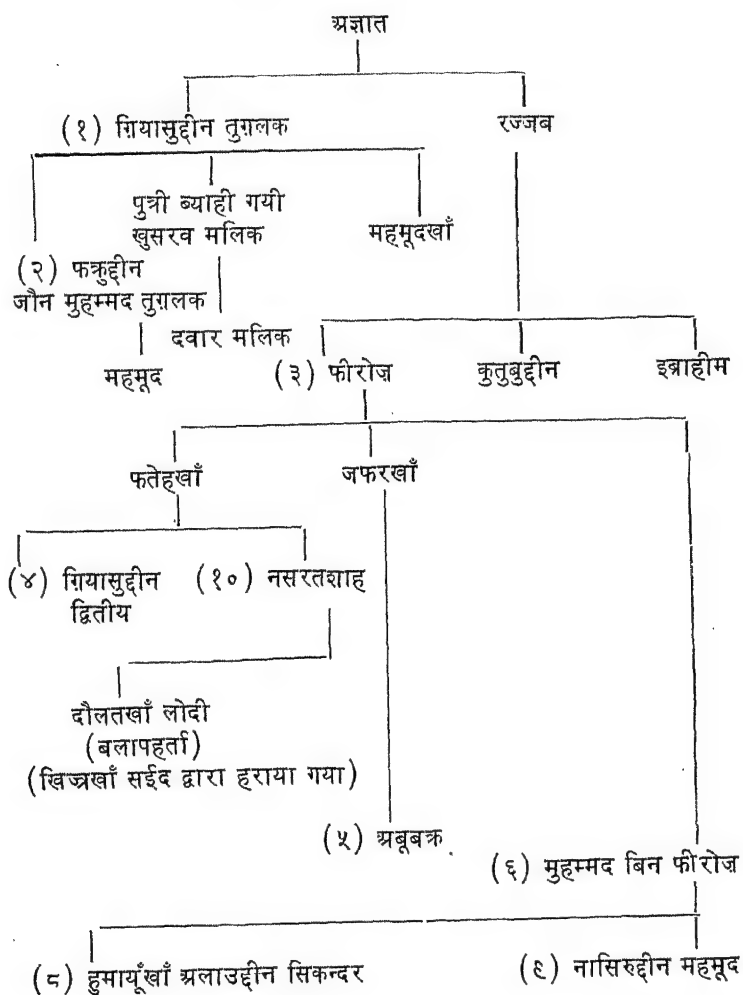 अज्ञात
(१) ग़ियासुद्दीन तुग़लक
रज्जब
पुत्री ब्याही गयी
खुसरव मलिक
महमूदखाँ
(२) फक्रुद्दीन
जौन मुहम्मद तुग़लक
दवार मलिक
महमूद
(३) फीरोज़
कुतुबुद्दीन
इब्राहीम
फतेहखाँ
जफरखाँ
(४) ग़ियासुद्दीन
द्वितीय
(१०) नसरतशाह
दौलतखाँ लोदी
(बलापहर्ता)
(खिज्रखाँ सईद द्वारा हराया गया)
(५) अबूबक्र
(६) मुहम्मद बिन फीरोज़
(८) हुमायूँखाँ अलाउद्दीन सिकन्दर
(९) नासिरुद्दीन महमूद